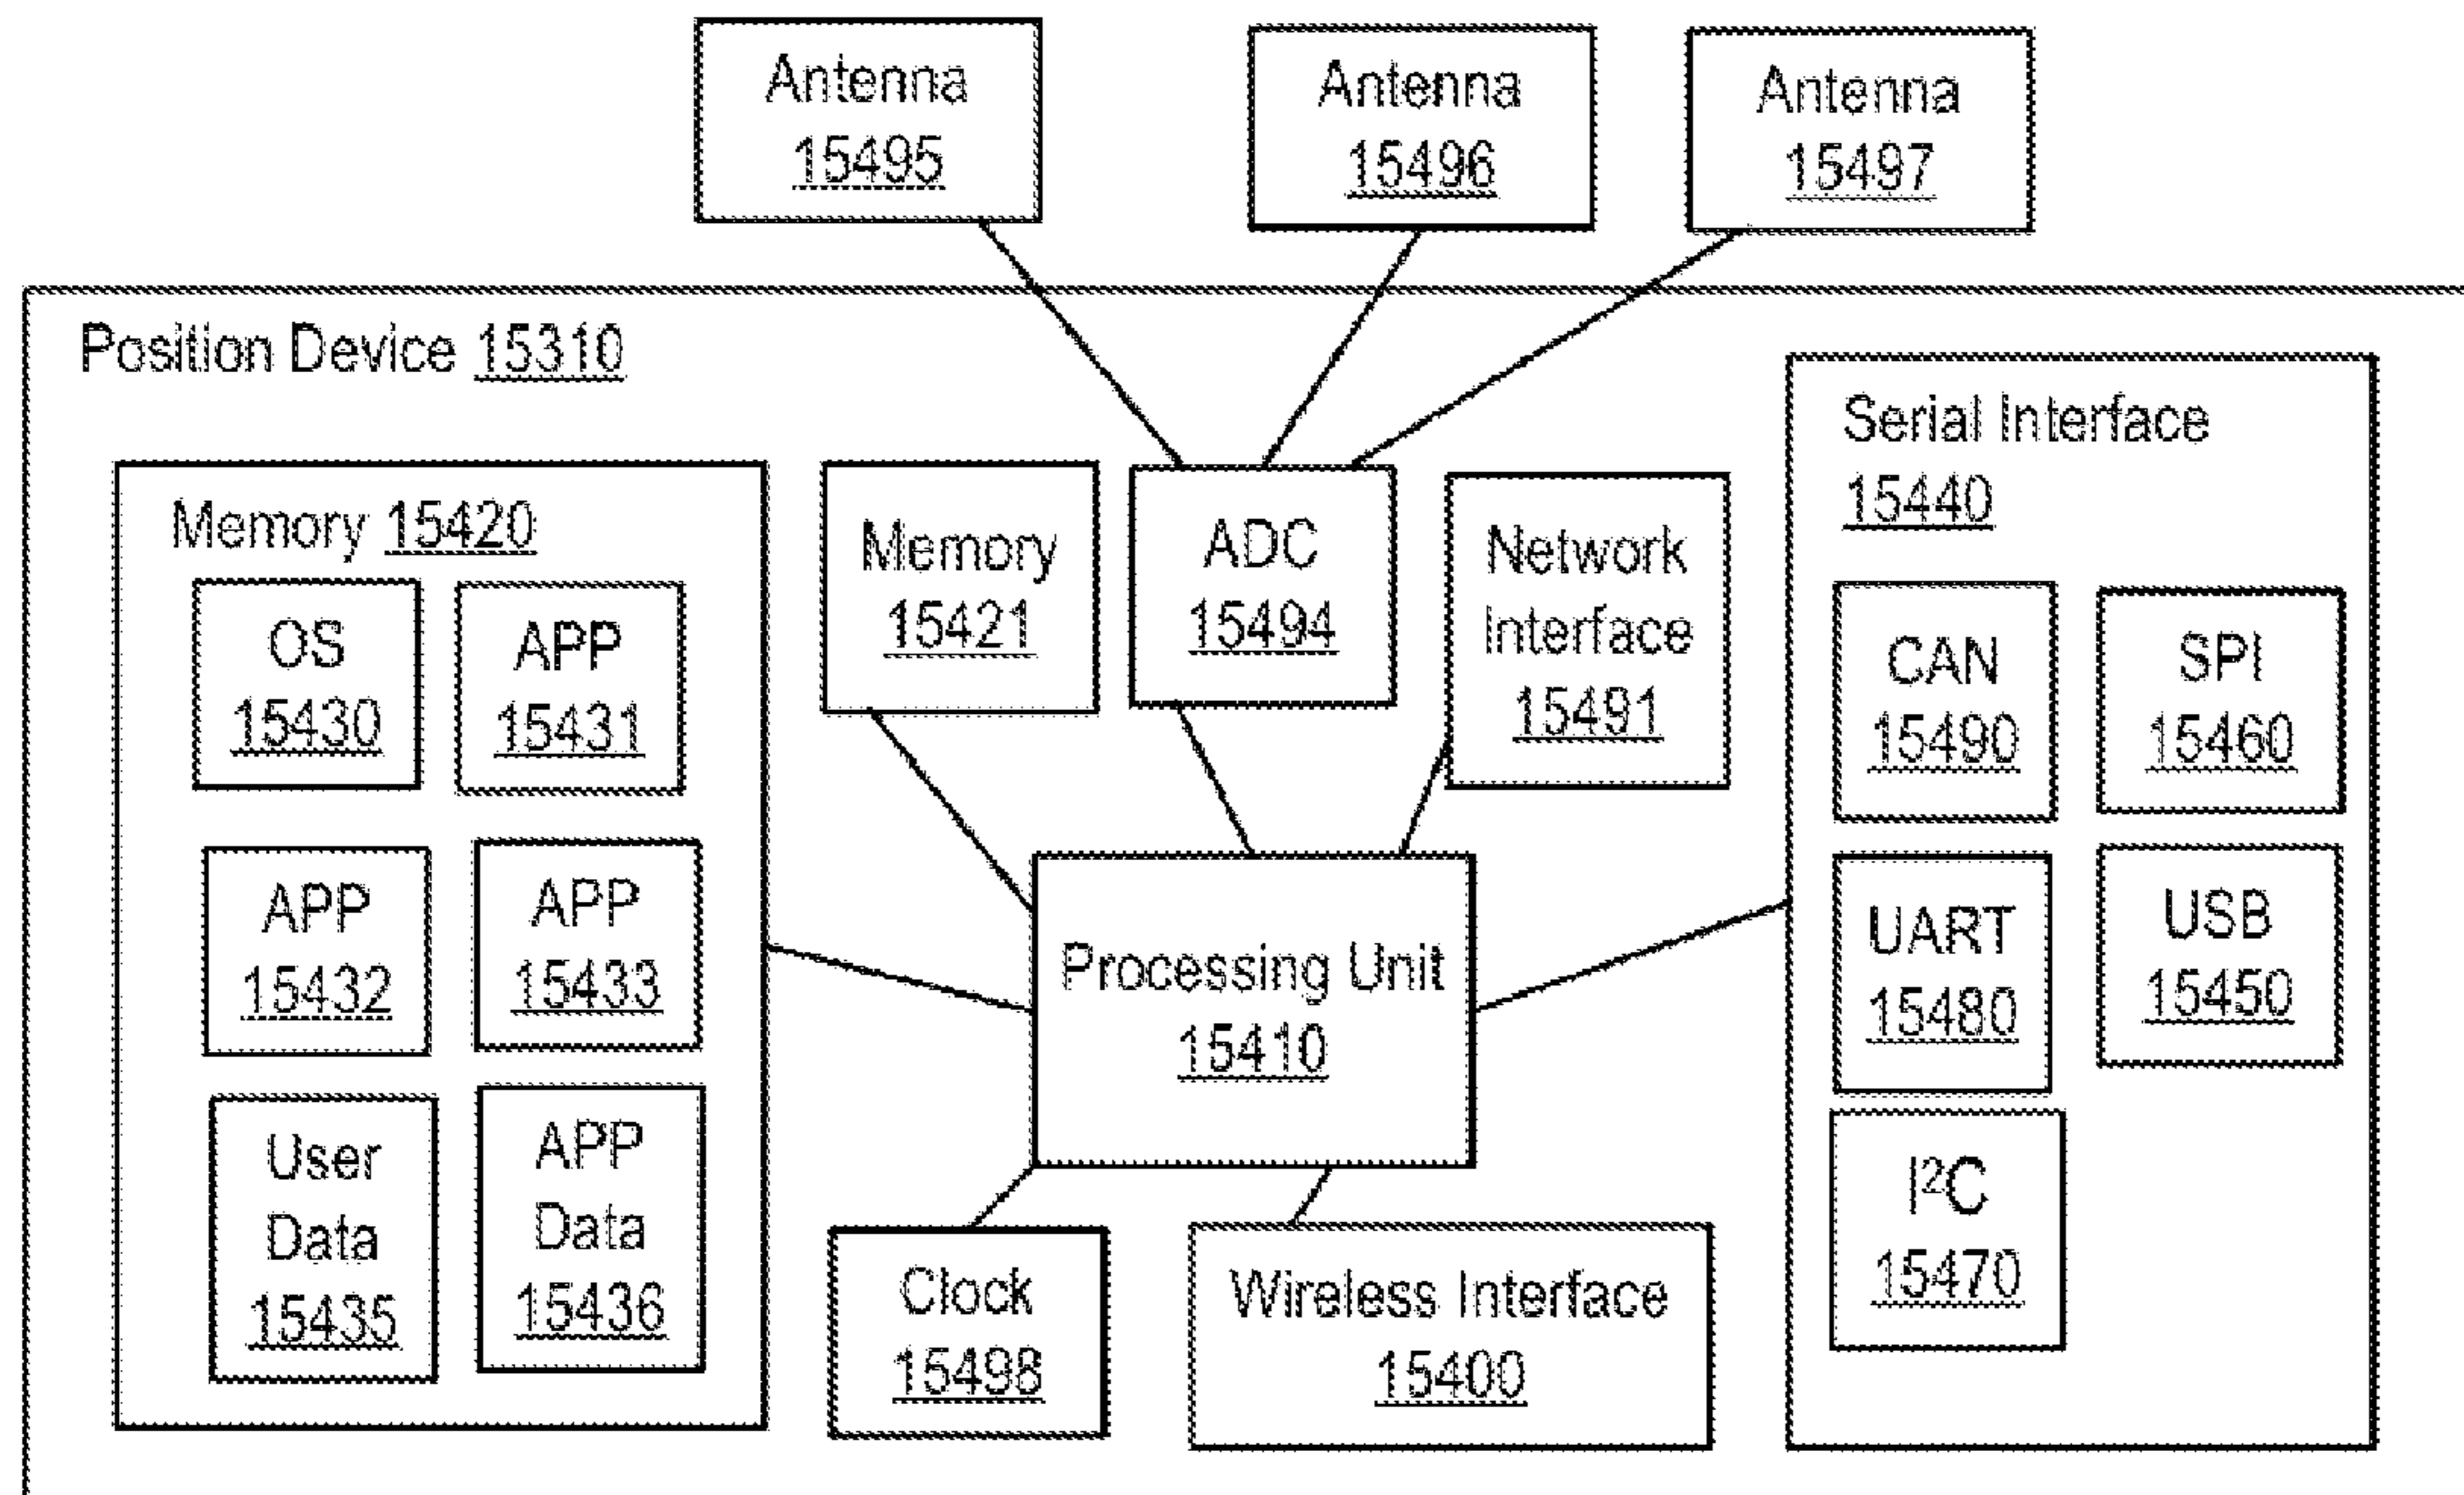 Antenna
15495
Antenna
15496
Antenna
15497
Position Device 15310
Memory 15420
OS
15430
APP
15431
APP
15432
APP
15433
User
Data
15435
APP
Data
15436
Memory
15421
ADC
15494
Network
Interface
15491
Processing Unit
15410
Clock
15498
Wireless Interface
15400
Serial Interface
15440
CAN
15490
SPI
15460
UART
15480
USB
15450
I²C
15470